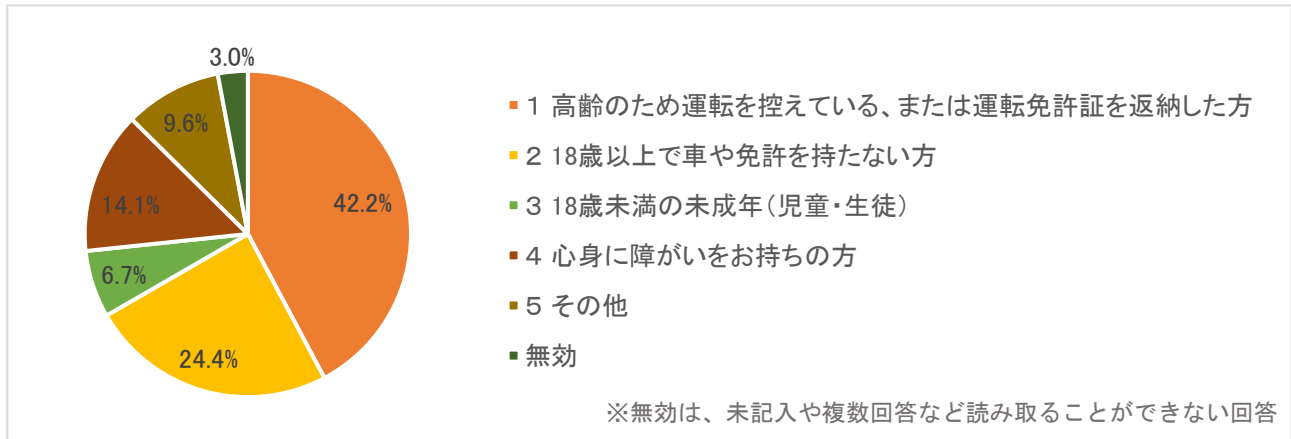 3.0%
9.6%
14.1%
42.2%
6.7%
24.4%
1 高齢のため運転を控えている、または運転免許証を返納した方
2 18歳以上で車や免許を持たない方
3 18歳未満の未成年(児童・生徒)
4 心身に障がいをお持ちの方
5 その他
無効
※無効は、未記入や複数回答など読み取ることができない回答